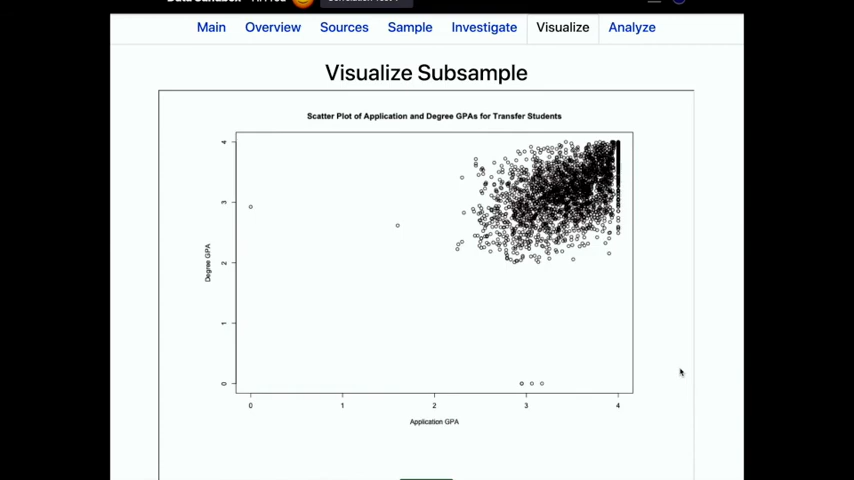 Main Overview Sources Sample Investigate Visualize Analyze
Visualize Subsample
Scatter Plot of Application and Degree GPAs for Transfer Students
4
3
2
1
0
Degree GPA
0 1 2 3 4
Application GPA